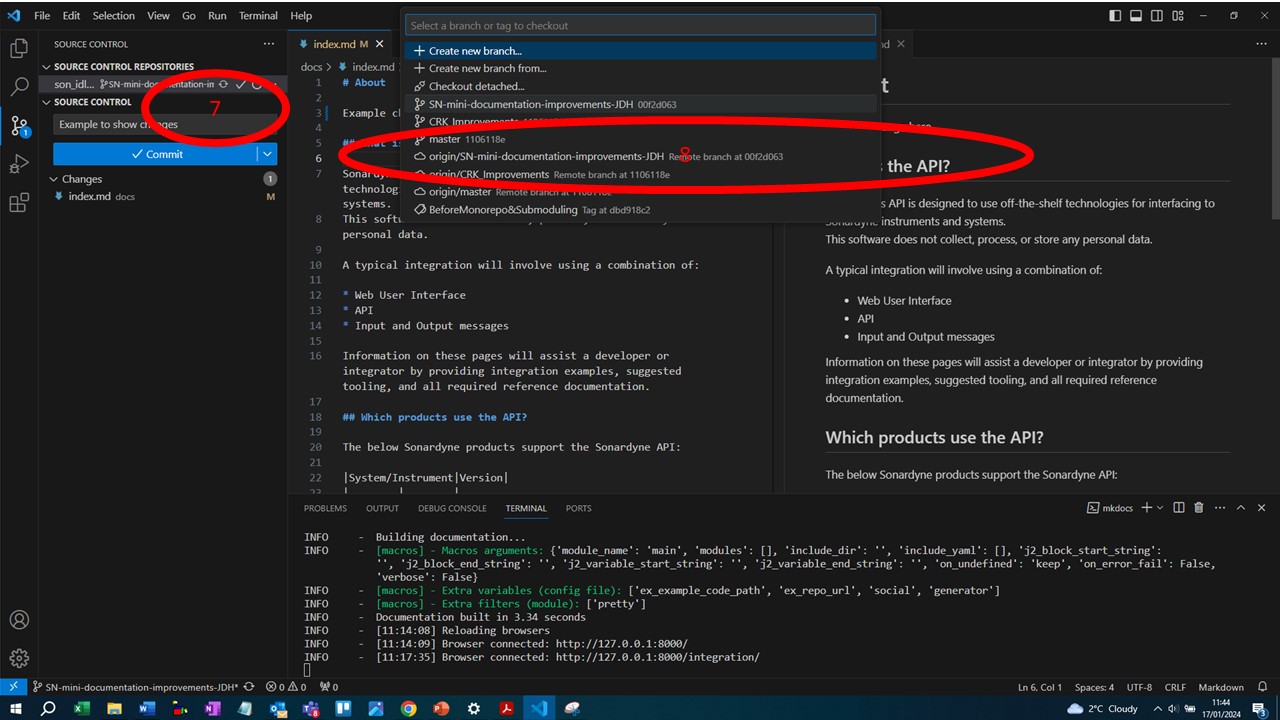 File Edit Selection View Go Run Terminal Help
Select a branch or tag to checkout
SOURCE CONTROL
index.md M
Create new branch...
SOURCE CONTROL REPOSITORIES
docs > index.md
Create new branch from...
son_idl... SN-mini-documentation-im
Checkout detached...
SOURCE CONTROL
SN-mini-documentation-improvements-JDH 00f2d063
7
CRK_Improvements
Example to show changes
master 1106118e
Commit
origin/SN-mini-documentation-improvements-JDH Remote branch at 00f2d063
8
origin/CRK_Improvements Remote branch at 1106118e
Changes 1
origin/master Remote branch at 1106118e
index.md docs M
BeforeMonorepo&Submoduling Tag at dbd918c2
1 # About
2
3 Example
4
5
6
7
technolog
systems.
8 This soft
personal data.
9
10 A typical integration will involve using a combination of:
11
12 * Web User Interface
13 * API
14 * Input and Output messages
15
16 Information on these pages will assist a developer or
integrator by providing integration examples, suggested
tooling, and all required reference documentation.
17
18 ## Which products use the API?
19
20 The below Sonardyne products support the Sonardyne API:
21
22 |System/Instrument|Version|
23
s the API?
API is designed to use off-the-shelf technologies for interfacing to
Sonardyne instruments and systems.
This software does not collect, process, or store any personal data.
A typical integration will involve using a combination of:
• Web User Interface
• API
• Input and Output messages
Information on these pages will assist a developer or integrator by providing
integration examples, suggested tooling, and all required reference
documentation.
Which products use the API?
The below Sonardyne products support the Sonardyne API:
PROBLEMS OUTPUT DEBUG CONSOLE TERMINAL PORTS
mkdocs
INFO - Building documentation...
INFO - [macros] - Macros arguments: {'module_name': 'main', 'modules': [], 'include_dir': '', 'include_yaml': [], 'j2_block_start_string':
'', 'j2_block_end_string': '', 'j2_variable_start_string': '', 'j2_variable_end_string': '', 'on_undefined': 'keep', 'on_error_fail': False,
'verbose': False}
INFO - [macros] - Extra variables (config file): ['ex_example_code_path', 'ex_repo_url', 'social', 'generator']
INFO - [macros] - Extra filters (module): ['pretty']
INFO - Documentation built in 3.34 seconds
INFO - [11:14:08] Reloading browsers
INFO - [11:14:09] Browser connected: http://127.0.0.1:8000/
INFO - [11:17:35] Browser connected: http://127.0.0.1:8000/integration/
SN-mini-documentation-improvements-JDH* 0 0 0
Ln 6, Col 1 Spaces: 4 UTF-8 CRLF Markdown
2°C Cloudy
11:44
17/01/2024